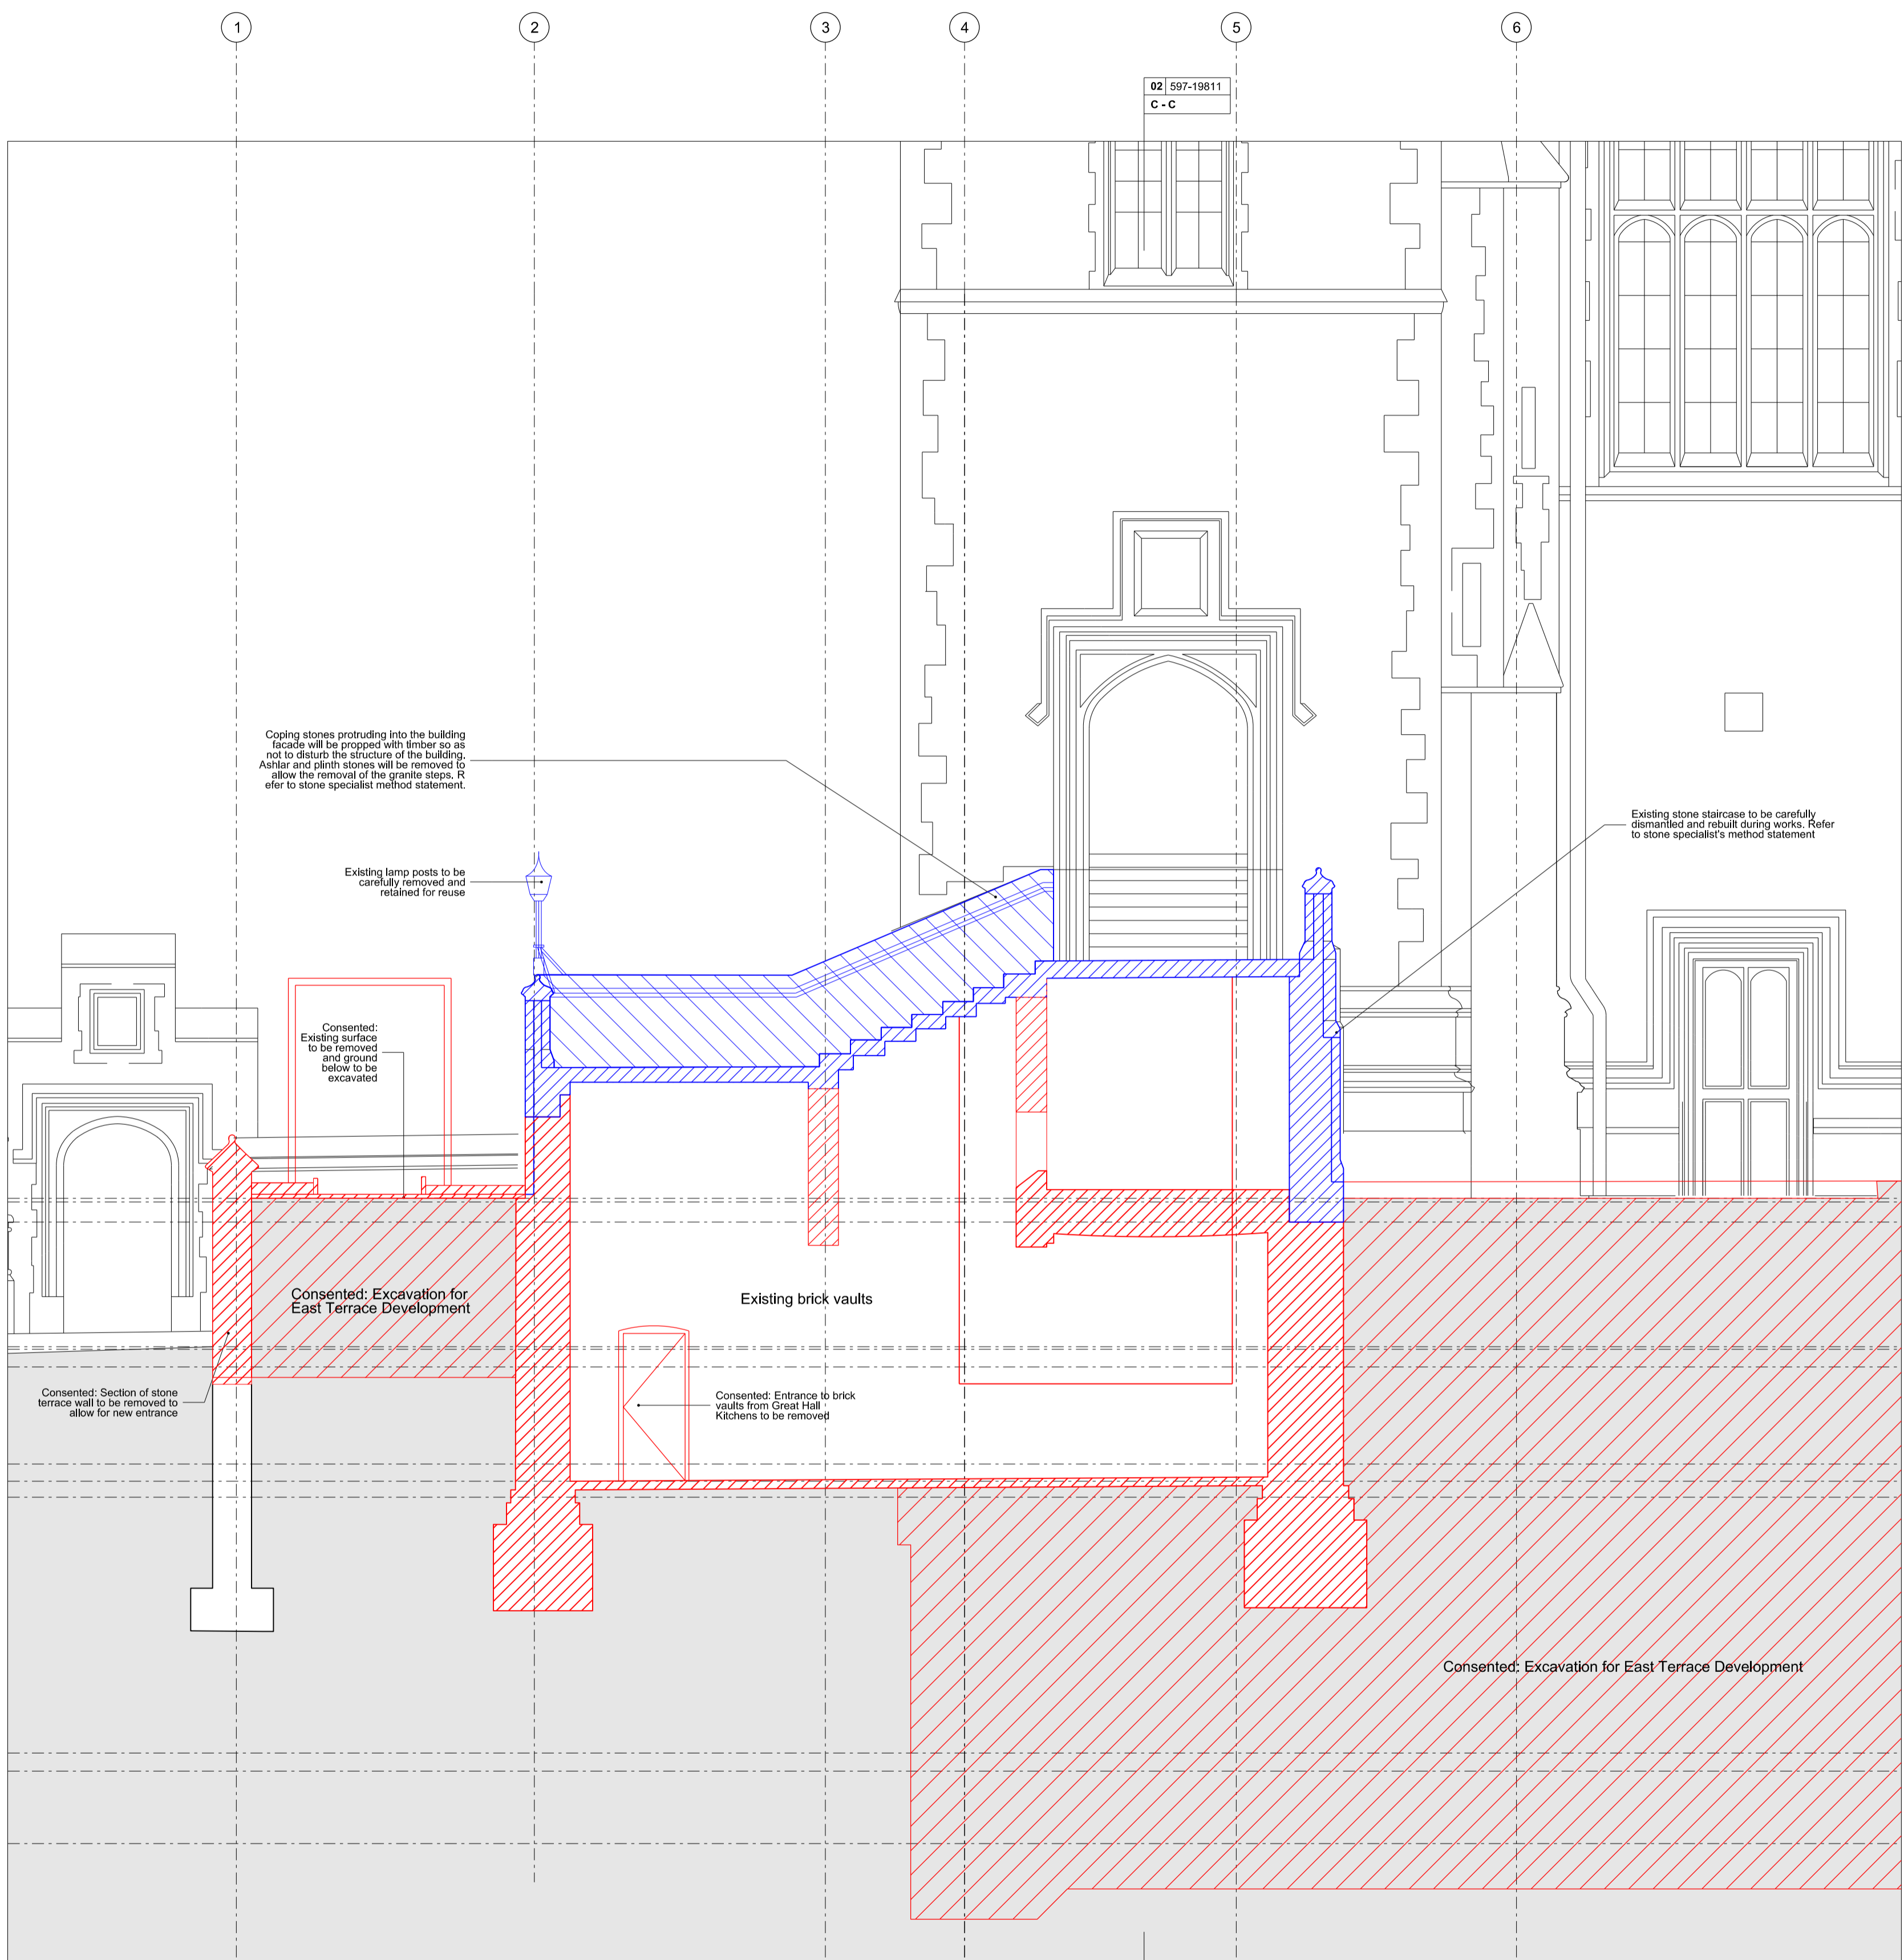 1
2
3
4
5
6
02 597-19811
C - C
Coping stones protruding into the building
facade will be propped with timber so as
not to disturb the structure of the building.
Ashlar and plinth stones will be removed to
allow the removal of the granite steps. R
efer to stone specialist method statement.
Existing stone staircase to be carefully
dismantled and rebuilt during works. Refer
to stone specialist's method statement
Existing lamp posts to be
carefully removed and
retained for reuse
Consented:
Existing surface
to be removed
and ground
below to be
excavated
Consented: Excavation for
East Terrace Development
Existing brick vaults
Consented: Section of stone
terrace wall to be removed to
allow for new entrance
Consented: Entrance to brick
vaults from Great Hall
Kitchens to be removed
Consented: Excavation for East Terrace Development